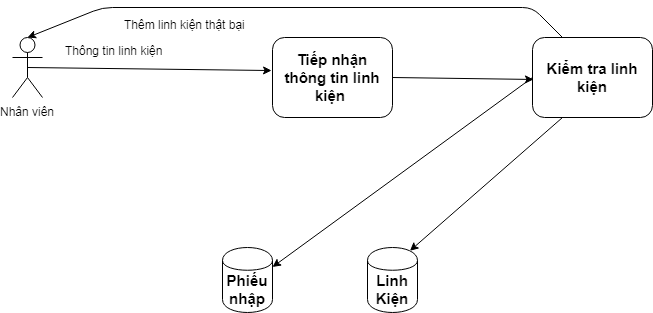 Thêm linh kiện thật bại
Thông tin linh kiện
Nhân viên
Tiếp nhận
thông tin linh
kiện
Kiểm tra linh
kiện
Phiếu
nhập
Linh
Kiện